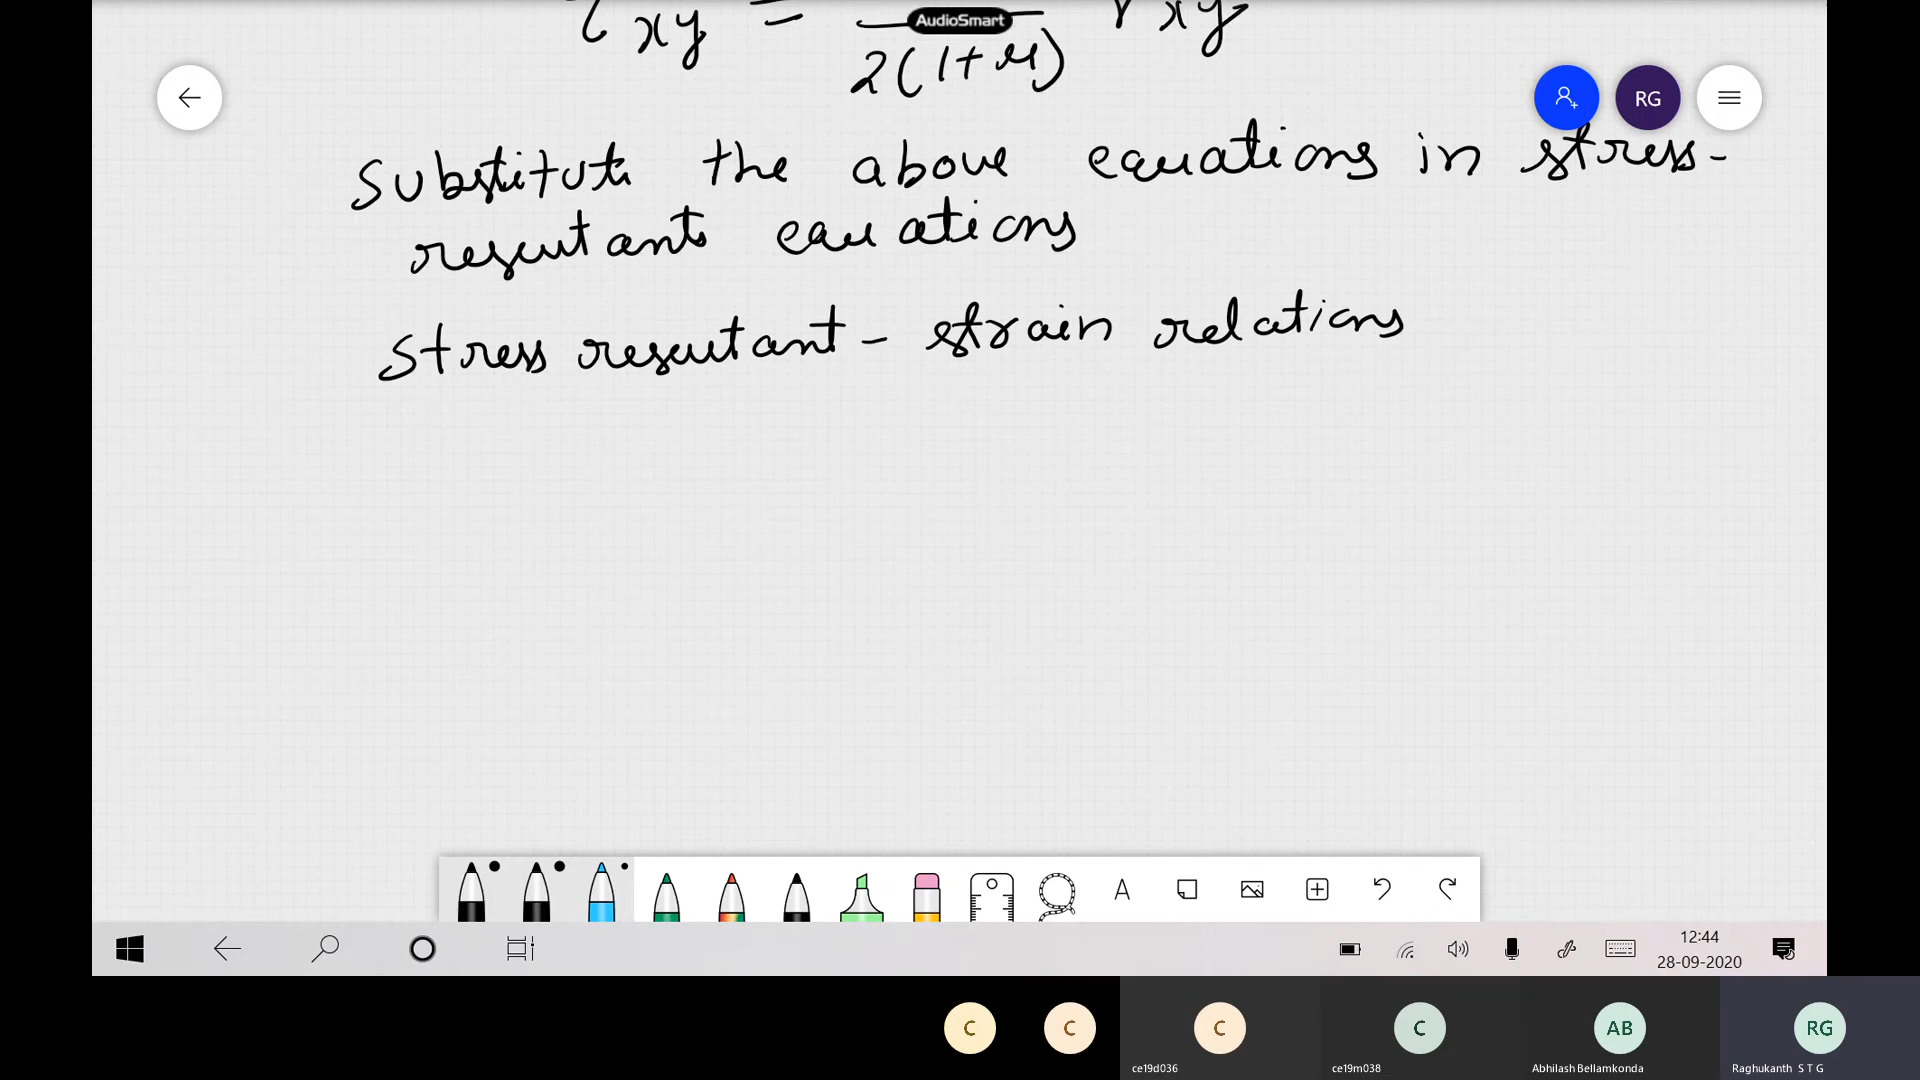 τxy = γxy
AudioSmart
2(1+μ)
RG
Substitute the above equations in stress-
resultants equations
Stress resultant - strain relations
A
12:44
28-09-2020
C C C C AB RG
ce19d036 ce19m038 Abhilash Bellamkonda Raghukanth S T G